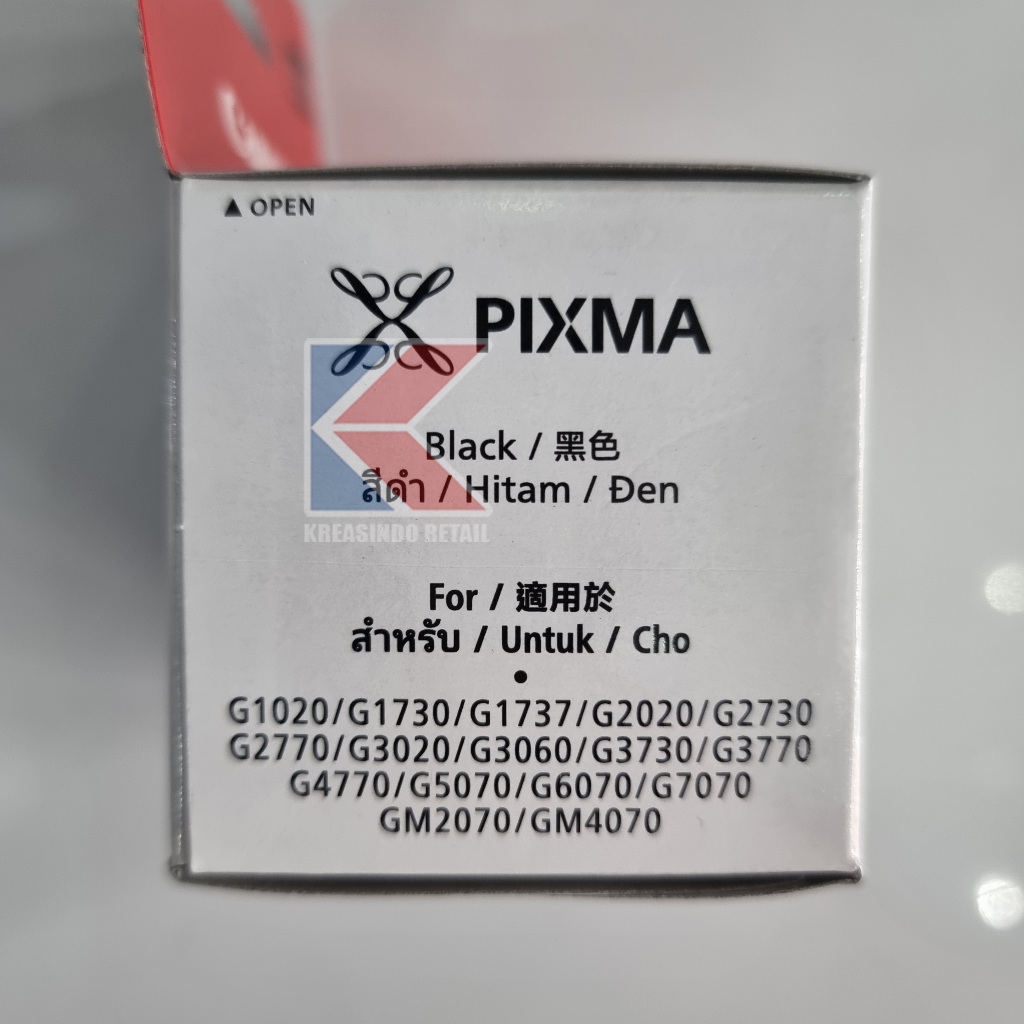 ▲ OPEN
PIXMA
Black / 黑色
สีดำ / Hitam / Đen
KREASINDO RETAIL
For / 適用於
สำหรับ / Untuk / Cho
•
G1020/G1730/G1737/G2020/G2730
G2770/G3020/G3060/G3730/G3770
G4770/G5070/G6070/G7070
GM2070/GM4070